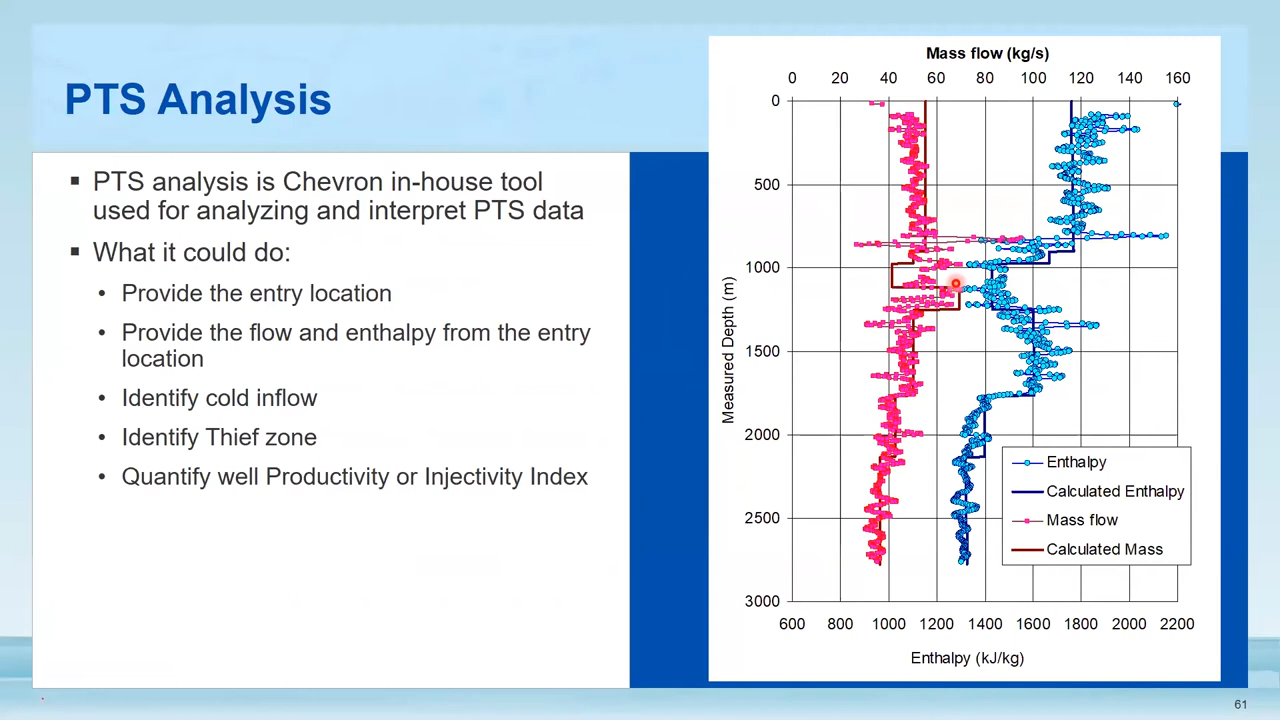 PTS Analysis
▪ PTS analysis is Chevron in-house tool
used for analyzing and interpret PTS data
▪ What it could do:
• Provide the entry location
• Provide the flow and enthalpy from the entry
location
• Identify cold inflow
• Identify Thief zone
• Quantify well Productivity or Injectivity Index
Mass flow (kg/s)
0 20 40 60 80 100 120 140 160
0
500
1000
1500
2000
2500
3000
Measured Depth (m)
Enthalpy
Calculated Enthalpy
Mass flow
Calculated Mass
600 800 1000 1200 1400 1600 1800 2000 2200
Enthalpy (kJ/kg)
61